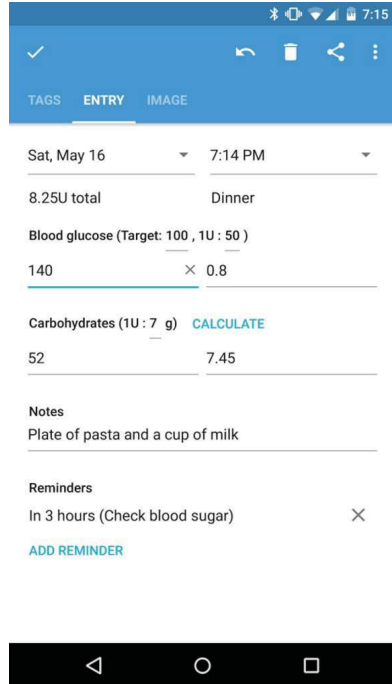 7:15
TAGS ENTRY IMAGE
Sat, May 16 7:14 PM
8.25U total Dinner
Blood glucose (Target: 100 , 1U : 50 )
140 0.8
Carbohydrates (1U : 7 g) CALCULATE
52 7.45
Notes
Plate of pasta and a cup of milk
Reminders
In 3 hours (Check blood sugar)
ADD REMINDER